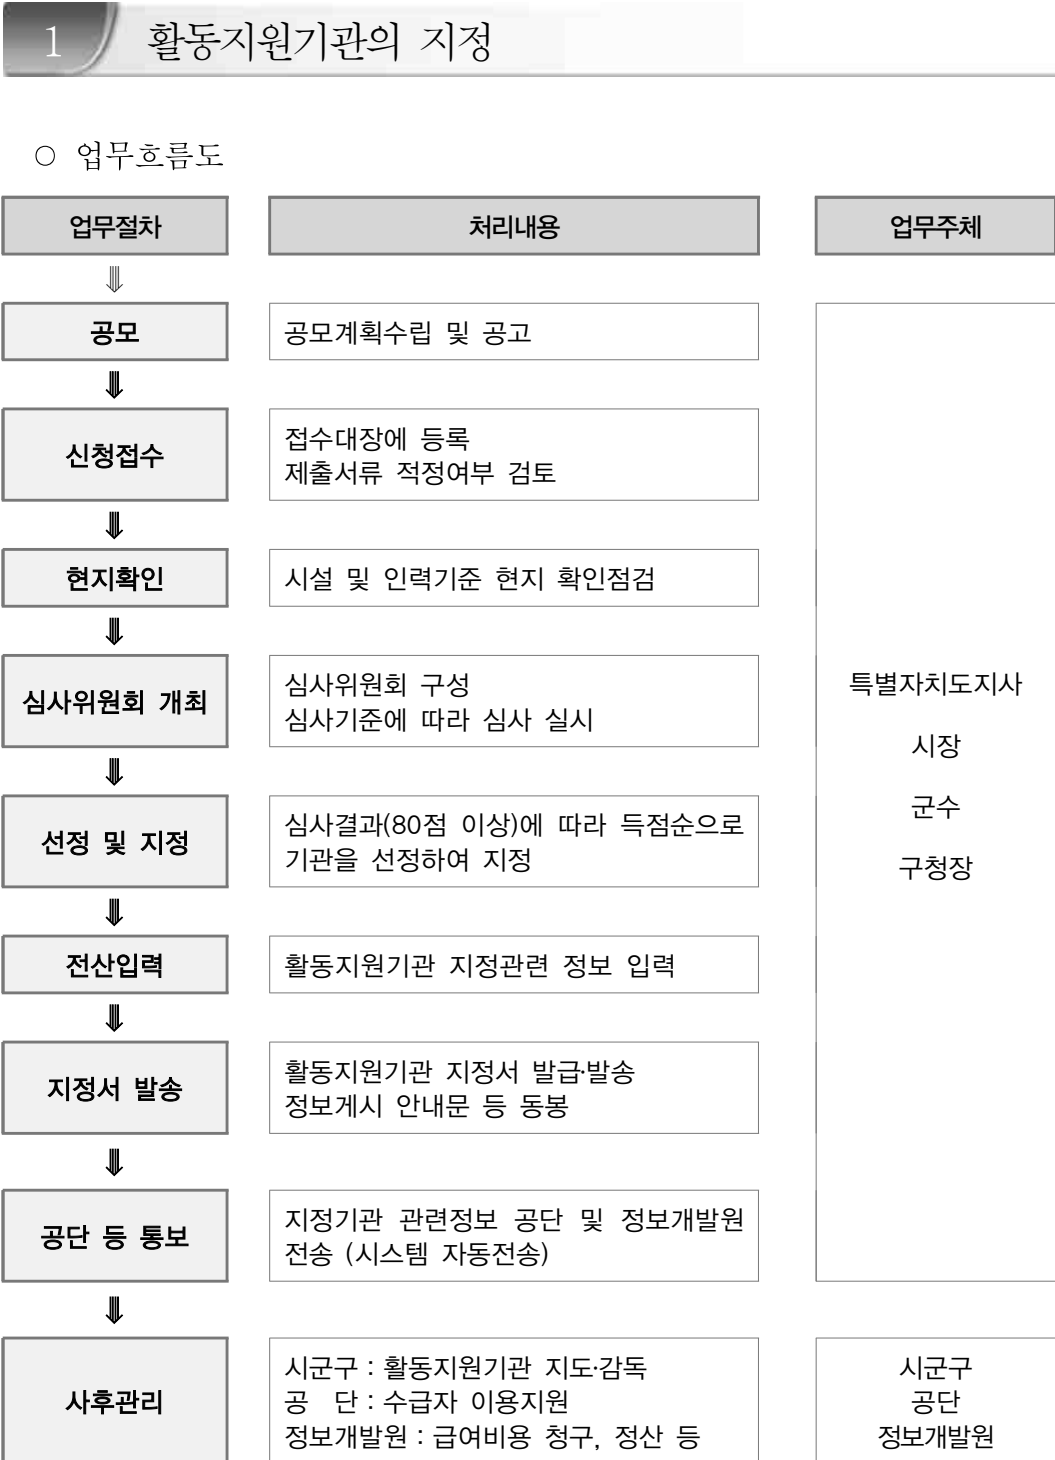 1 활동지원기관의 지정
○ 업무흐름도
업무절차 처리내용 업무주체
⇓
공모 공모계획수립 및 공고
⇓
신청접수 접수대장에 등록
제출서류 적정여부 검토
⇓
현지확인 시설 및 인력기준 현지 확인점검
⇓
심사위원회 개최 심사위원회 구성
심사기준에 따라 심사 실시
⇓
선정 및 지정 심사결과(80점 이상)에 따라 득점순으로
기관을 선정하여 지정
⇓
전산입력 활동지원기관 지정관련 정보 입력
⇓
지정서 발송 활동지원기관 지정서 발급·발송
정보게시 안내문 등 동봉
⇓
공단 등 통보 지정기관 관련정보 공단 및 정보개발원
전송 (시스템 자동전송)
특별자치도지사
시장
군수
구청장
⇓
사후관리 시군구 : 활동지원기관 지도·감독
공 단 : 수급자 이용지원
정보개발원 : 급여비용 청구, 정산 등
시군구
공단
정보개발원